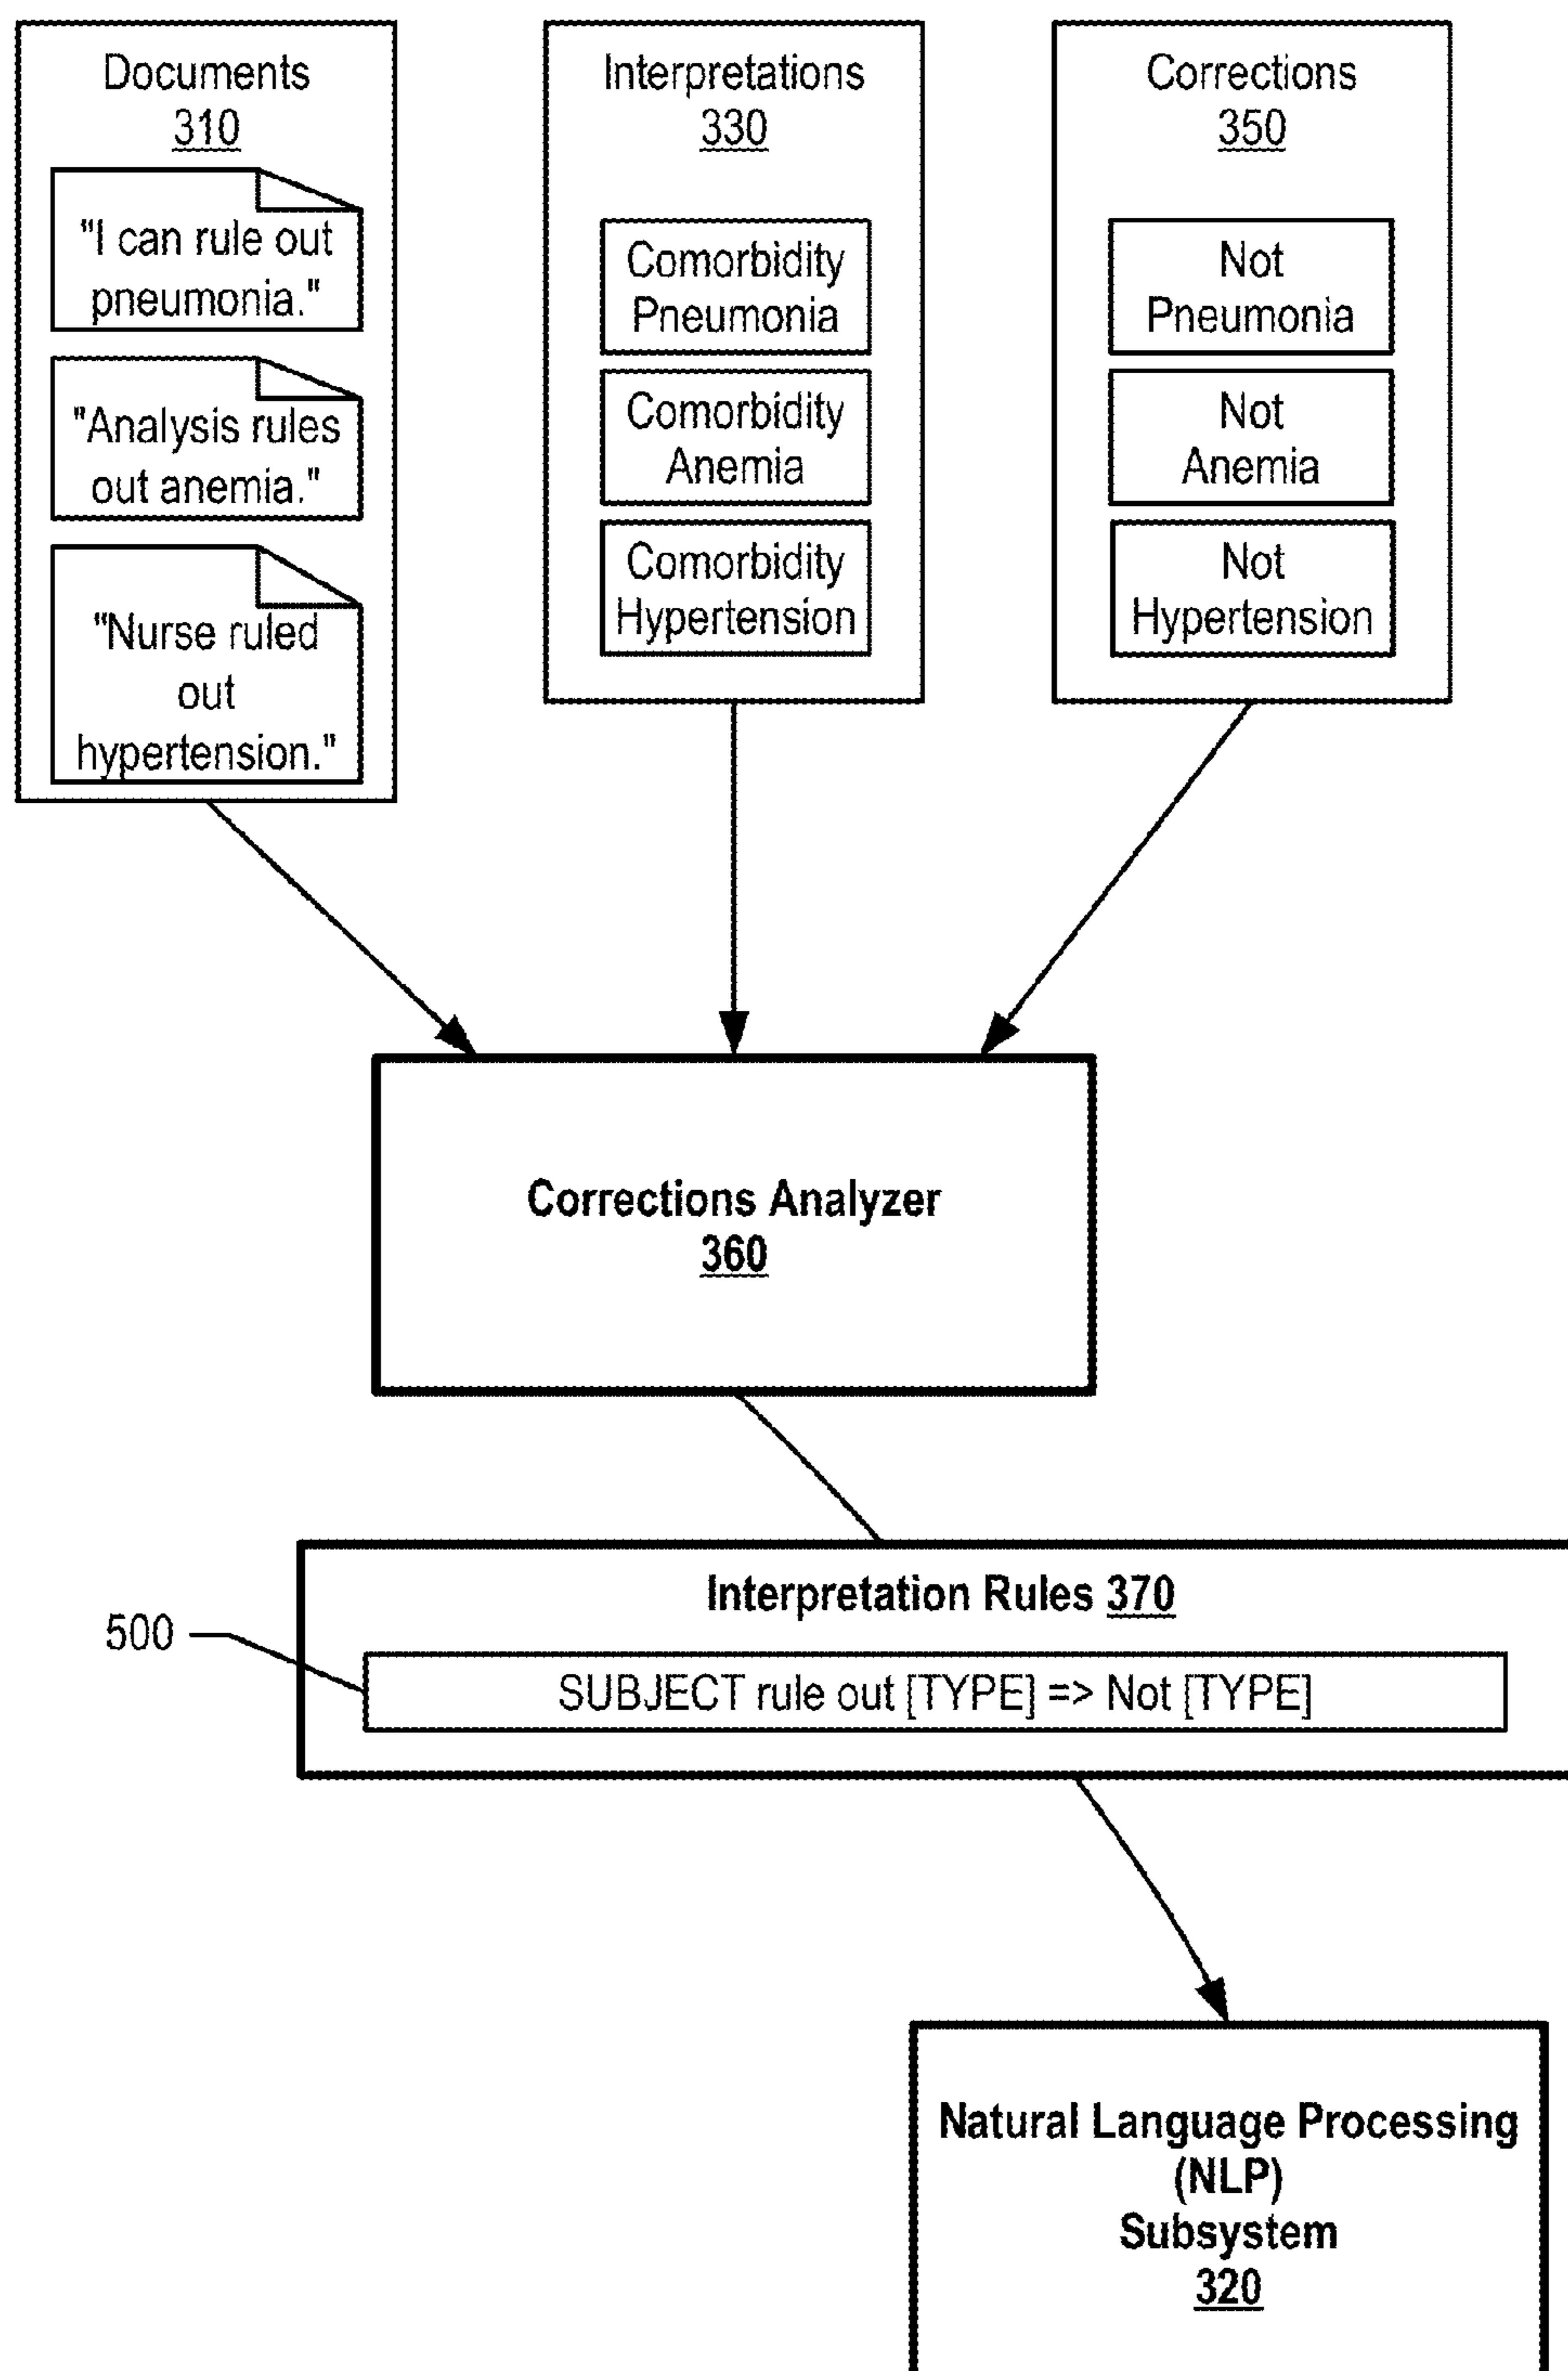 Documents
310
"I can rule out
pneumonia."
"Analysis rules
out anemia."
"Nurse ruled
out
hypertension."
Interpretations
330
Comorbidity
Pneumonia
Comorbidity
Anemia
Comorbidity
Hypertension
Corrections
350
Not
Pneumonia
Not
Anemia
Not
Hypertension
Corrections Analyzer
360
Interpretation Rules 370
500
SUBJECT rule out [TYPE] => Not [TYPE]
Natural Language Processing
(NLP)
Subsystem
320